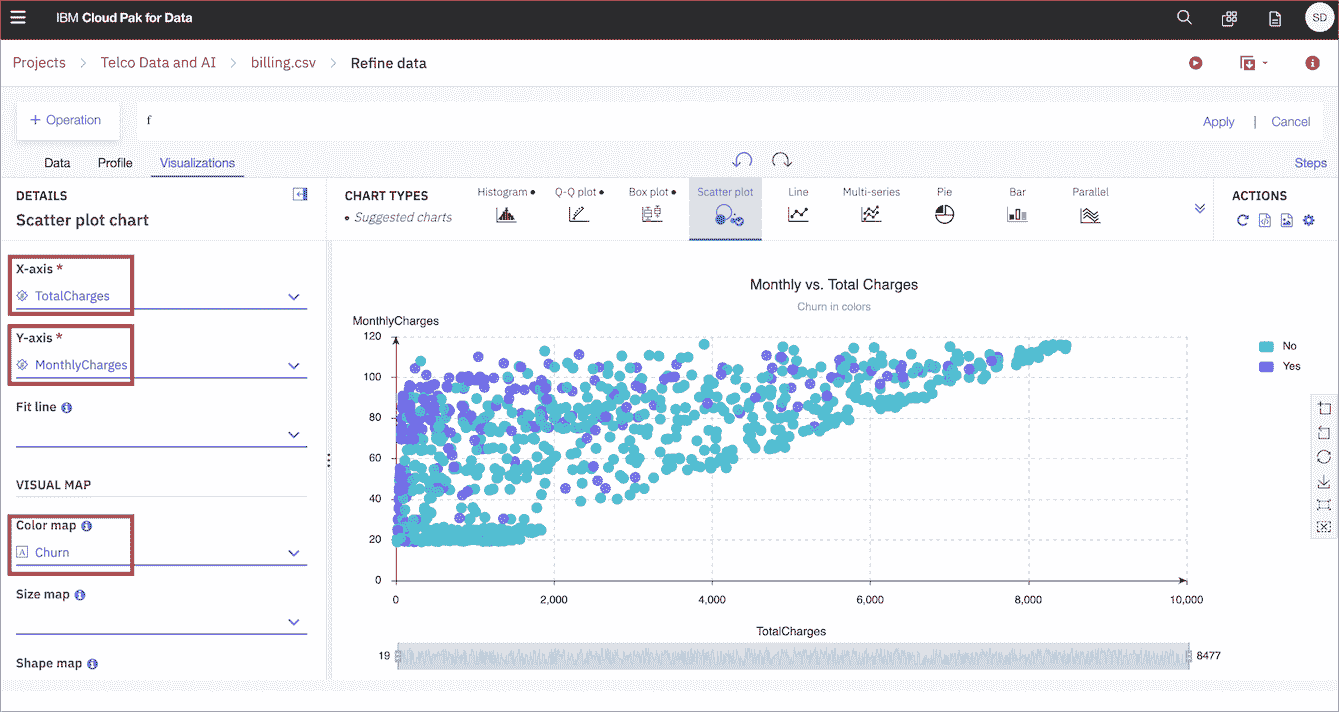 IBM Cloud Pak for Data
SD
Projects > Telco Data and AI > billing.csv > Refine data
+ Operation
f
Apply | Cancel
Data Profile Visualizations
Steps
DETAILS
Scatter plot chart
CHART TYPES
• Suggested charts
Histogram •
Q-Q plot •
Box plot •
Scatter plot
Line
Multi-series
Pie
Bar
Parallel
ACTIONS
X-axis *
TotalCharges
Y-axis *
MonthlyCharges
Fit line
VISUAL MAP
Color map
A Churn
Size map
Shape map
Monthly vs. Total Charges
Churn in colors
MonthlyCharges
120
100
80
60
40
20
0
0 2,000 4,000 6,000 8,000 10,000
TotalCharges
19 8477
No
Yes